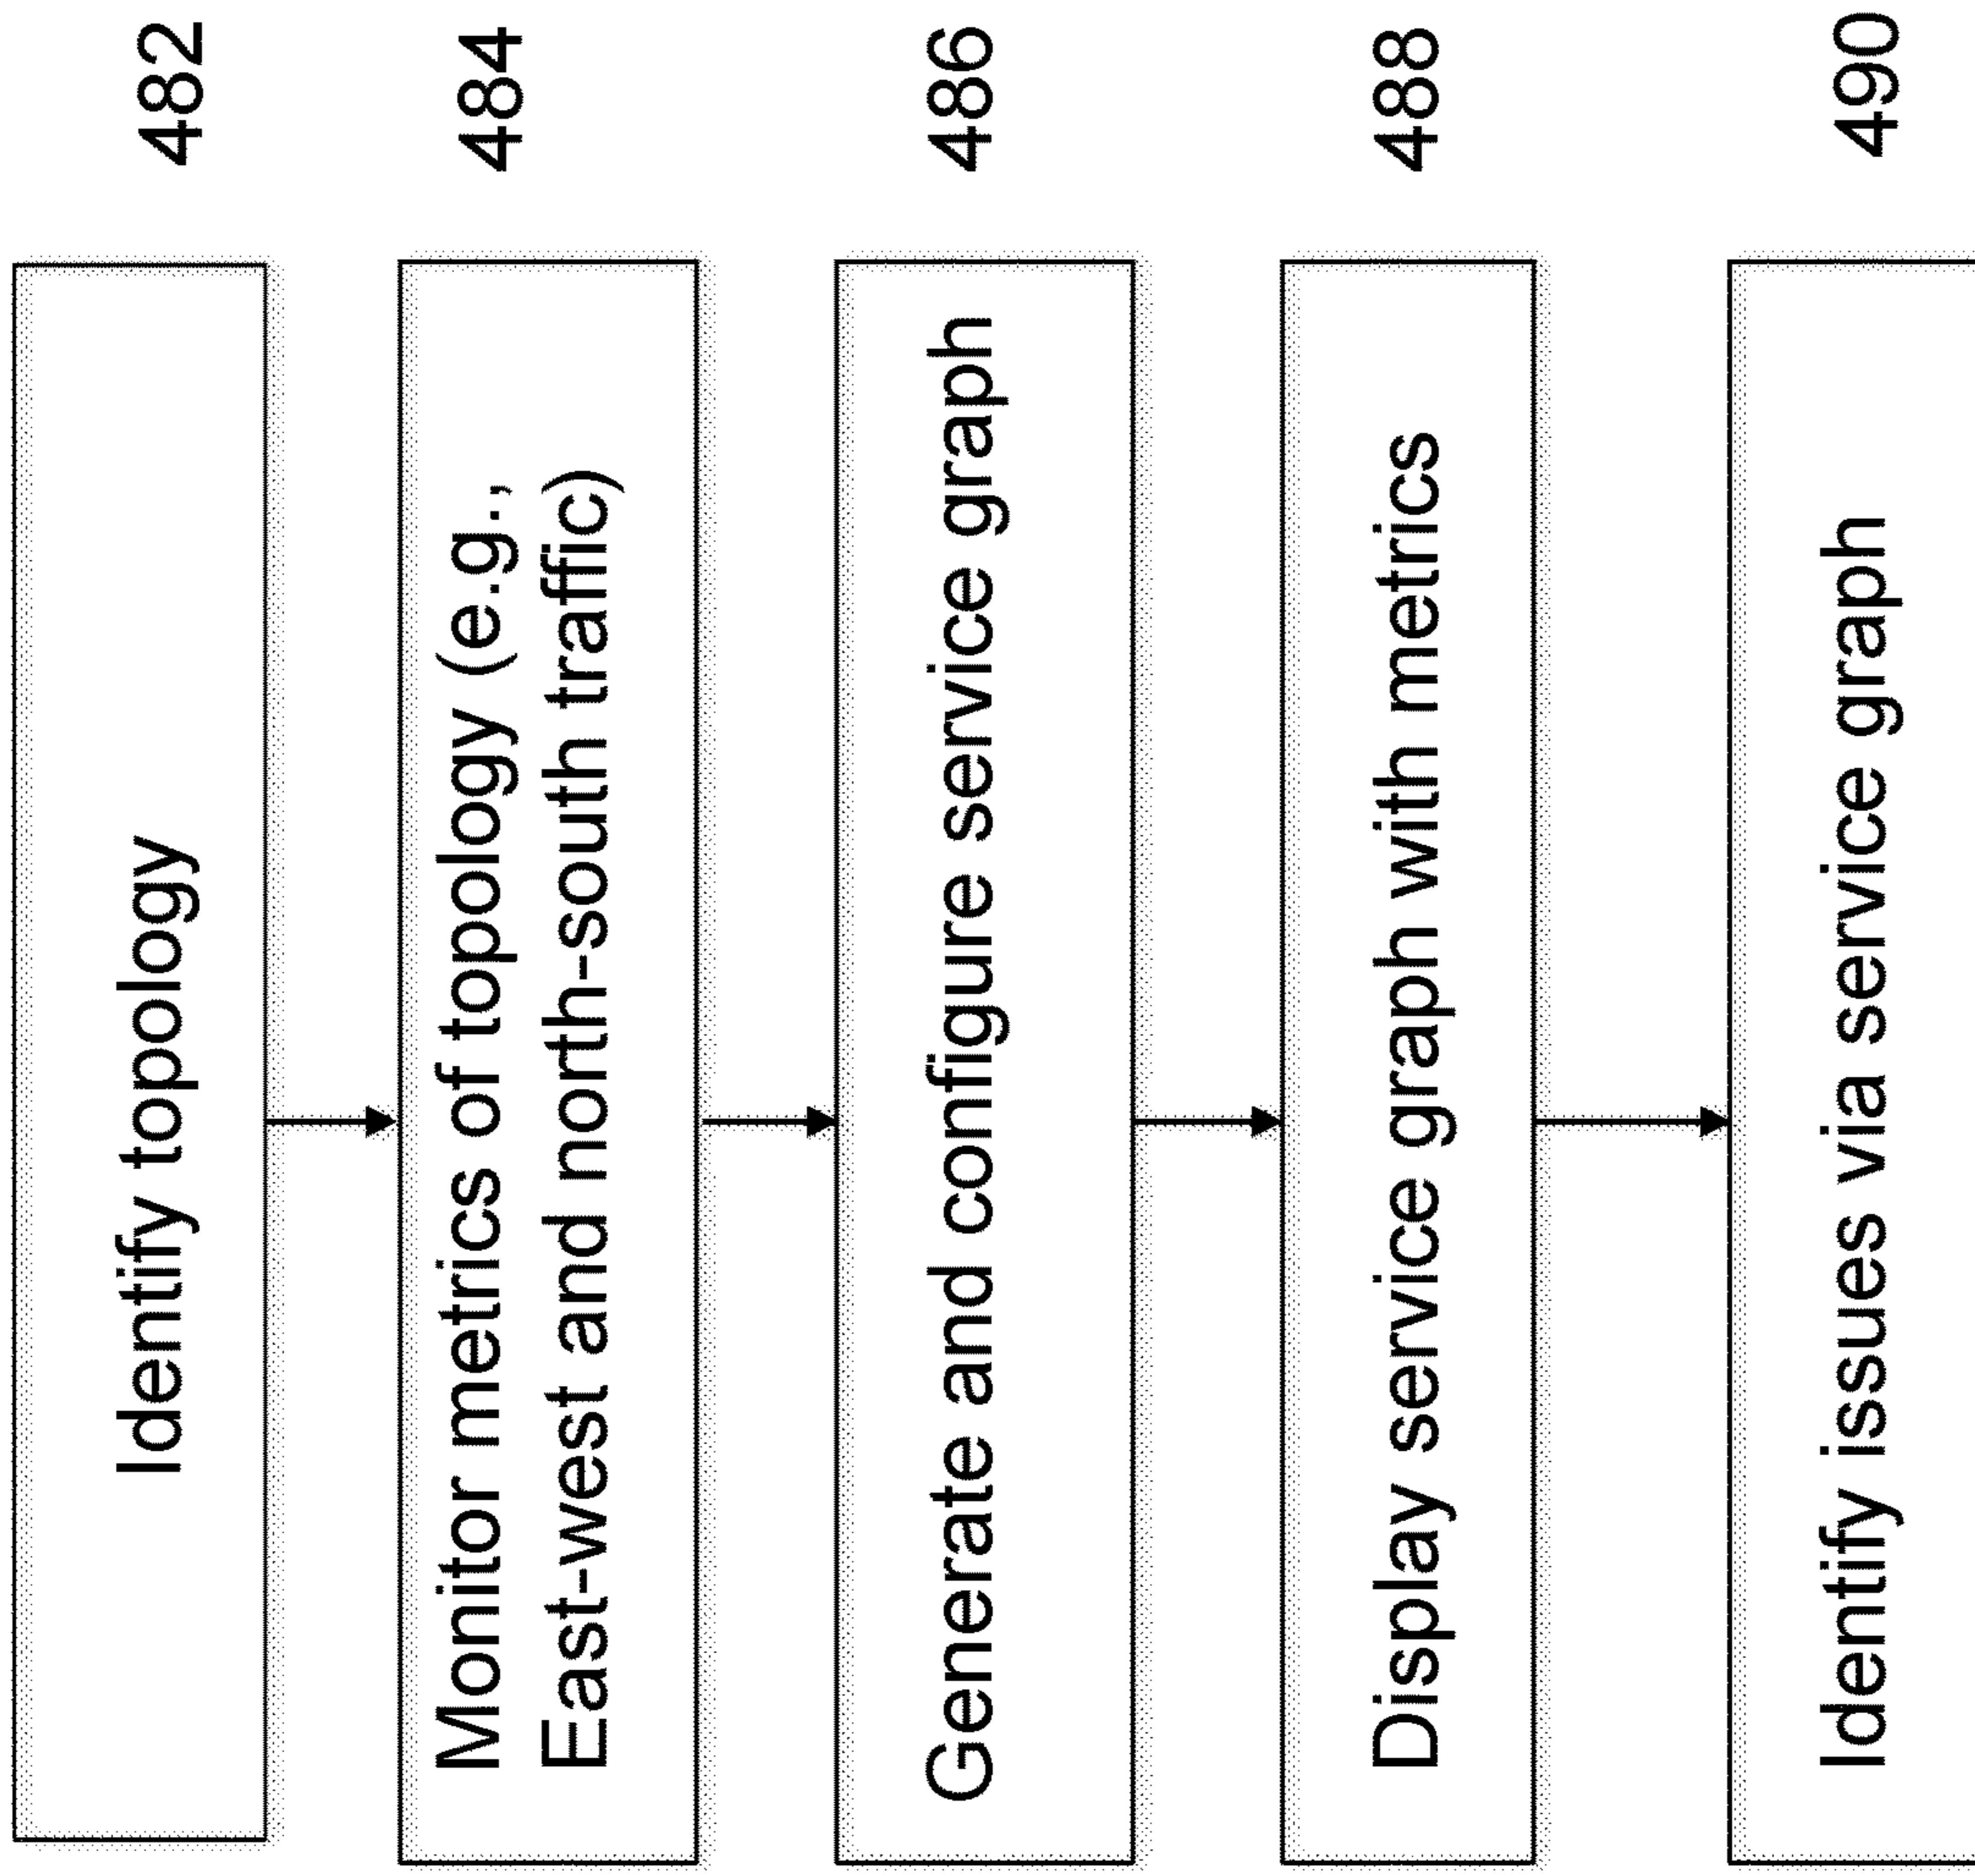 Identify topology
482
Monitor metrics of topology (e.g.,
East-west and north-south traffic)
484
Generate and configure service graph
486
Display service graph with metrics
488
Identify issues via service graph
490